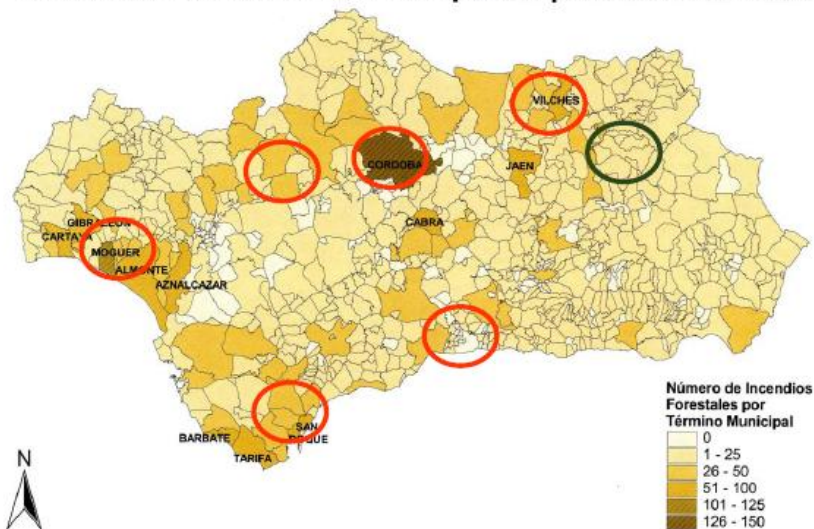 VILCHES
CORDOBA
JAEN
CABRA
GIBRALEON
CARTAYA
MOGUER
ALMONTE
AZNALCAZAR
SAN
ROQUE
BARBATE
TARIFA
N
Número de Incendios
Forestales por
Término Municipal
0
1 - 25
26 - 50
51 - 100
101 - 125
126 - 150